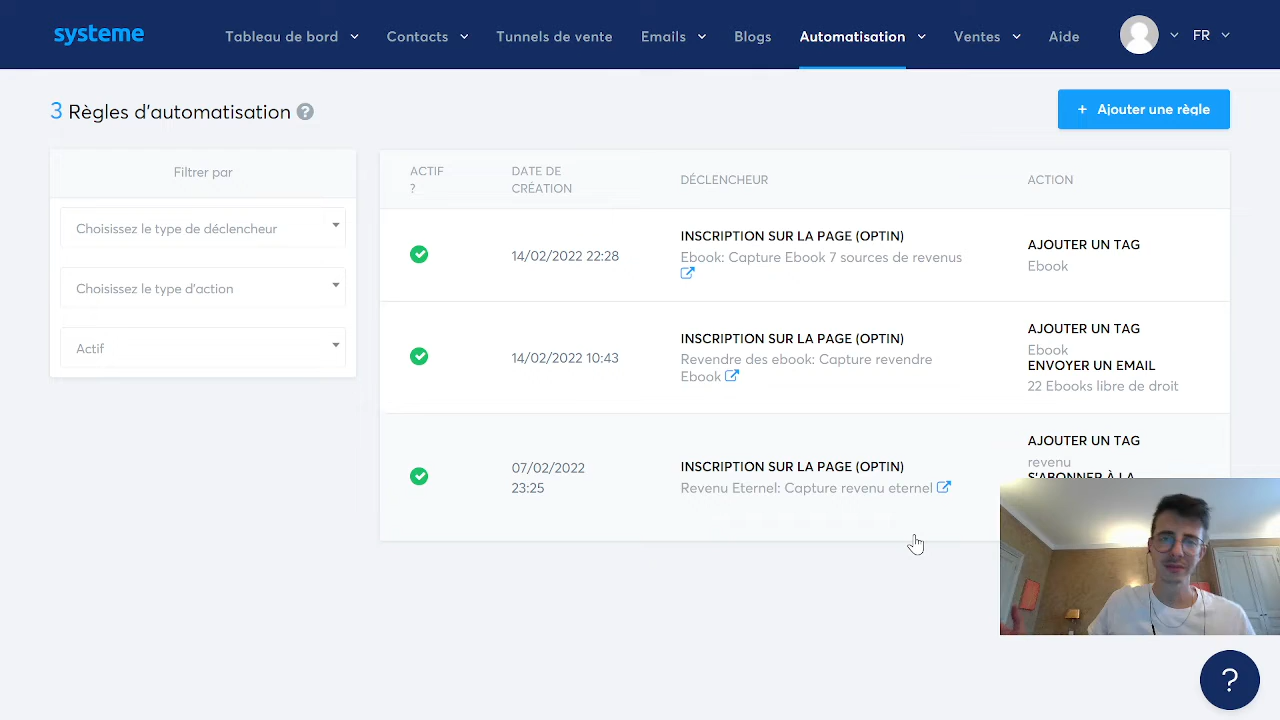 systeme
Tableau de bord
Contacts
Tunnels de vente
Emails
Blogs
Automatisation
Ventes
Aide
FR
3 Règles d'automatisation ?
+ Ajouter une règle
Filtrer par
Choisissez le type de déclencheur
Choisissez le type d'action
Actif
ACTIF
?
DATE DE
CRÉATION
DÉCLENCHEUR
ACTION
14/02/2022 22:28
INSCRIPTION SUR LA PAGE (OPTIN)
Ebook: Capture Ebook 7 sources de revenus
AJOUTER UN TAG
Ebook
14/02/2022 10:43
INSCRIPTION SUR LA PAGE (OPTIN)
Revendre des ebook: Capture revendre
Ebook
AJOUTER UN TAG
Ebook
ENVOYER UN EMAIL
22 Ebooks libre de droit
07/02/2022
23:25
INSCRIPTION SUR LA PAGE (OPTIN)
Revenu Eternel: Capture revenu eternel
AJOUTER UN TAG
revenu
S'ABONNER À LA
?